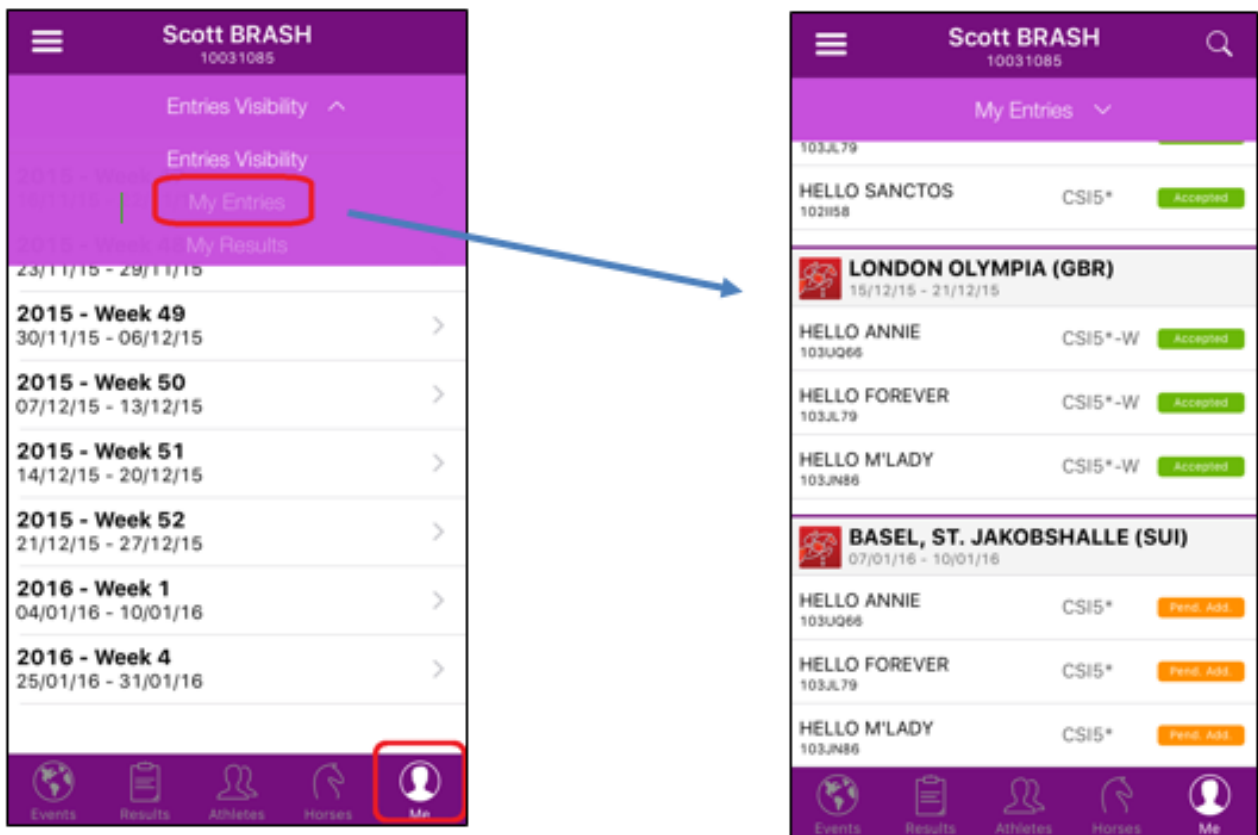 Scott BRASH
10031085
Entries Visibility
Entries Visibility
My Entries
My Results
23/11/15 - 29/11/15
2015 - Week 49
30/11/15 - 06/12/15
2015 - Week 50
07/12/15 - 13/12/15
2015 - Week 51
14/12/15 - 20/12/15
2015 - Week 52
21/12/15 - 27/12/15
2016 - Week 1
04/01/16 - 10/01/16
2016 - Week 4
25/01/16 - 31/01/16
Events Results Athletes Horses Me
Scott BRASH
10031085
My Entries
103JL79
HELLO SANCTOS CSI5* Accepted
102II58
LONDON OLYMPIA (GBR)
15/12/15 - 21/12/15
HELLO ANNIE CSI5*-W Accepted
103UQ66
HELLO FOREVER CSI5*-W Accepted
103JL79
HELLO M'LADY CSI5*-W Accepted
103JN86
BASEL, ST. JAKOBSHALLE (SUI)
07/01/16 - 10/01/16
HELLO ANNIE CSI5* Pend. Add.
103UQ66
HELLO FOREVER CSI5* Pend. Add.
103JL79
HELLO M'LADY CSI5* Pend. Add.
103JN86
Events Results Athletes Horses Me